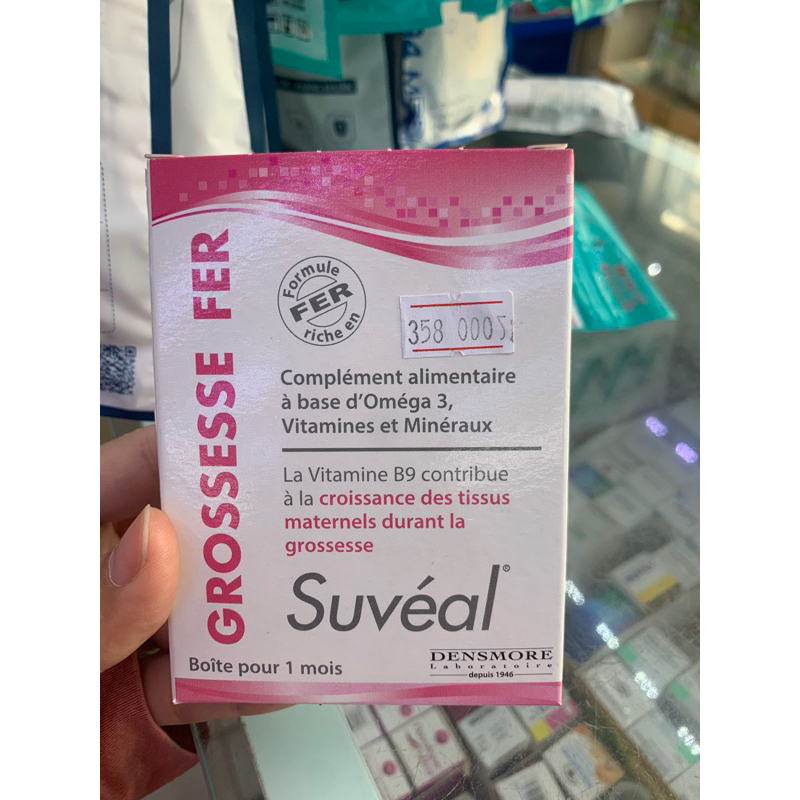 GROSSESSE FER
Formule
FER
riche en
358 000
Complément alimentaire
à base d'Oméga 3,
Vitamines et Minéraux
La Vitamine B9 contribue
à la croissance des tissus
maternels durant la
grossesse
Suvéal®
Boîte pour 1 mois
DENSMORE
Laboratoire
depuis 1946